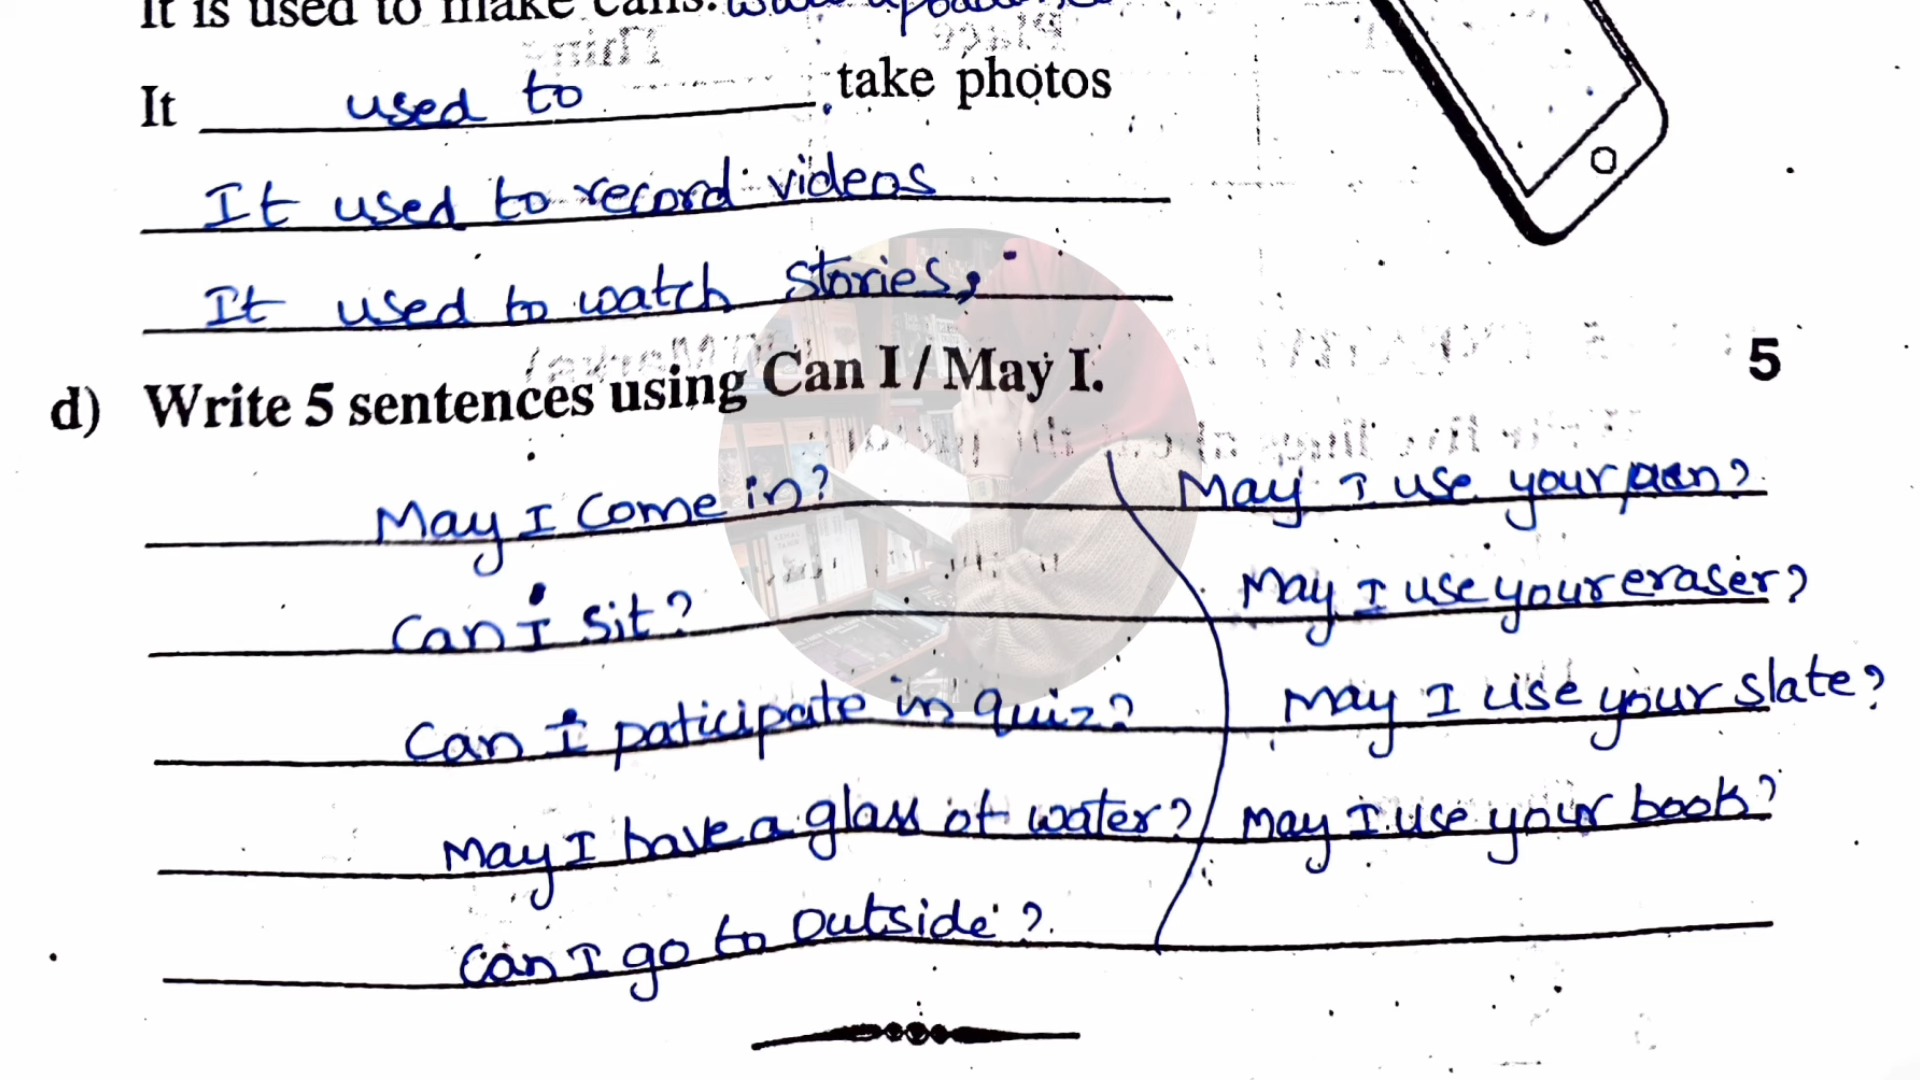 It is used to make calls.
It used to take photos
It used to record videos
It used to watch stories,
d) Write 5 sentences using Can I / May I. 5
May I come in?
Can I sit?
Can I paticipate in quiz?
May I have a glass of water?
Can I go to outside?
May I use your pen?
May I use your eraser?
May I use your slate?
May I use your book?